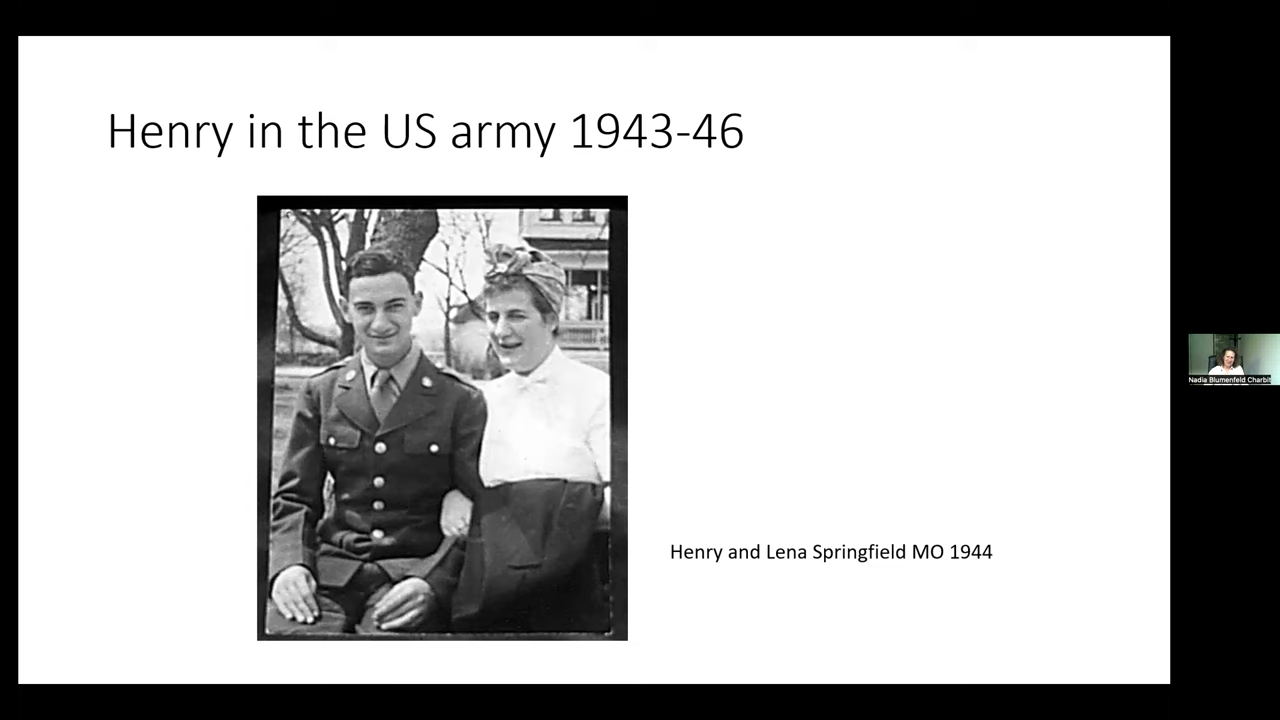 Henry in the US army 1943-46
Henry and Lena Springfield MO 1944
Nadia Blumenfeld Charbit